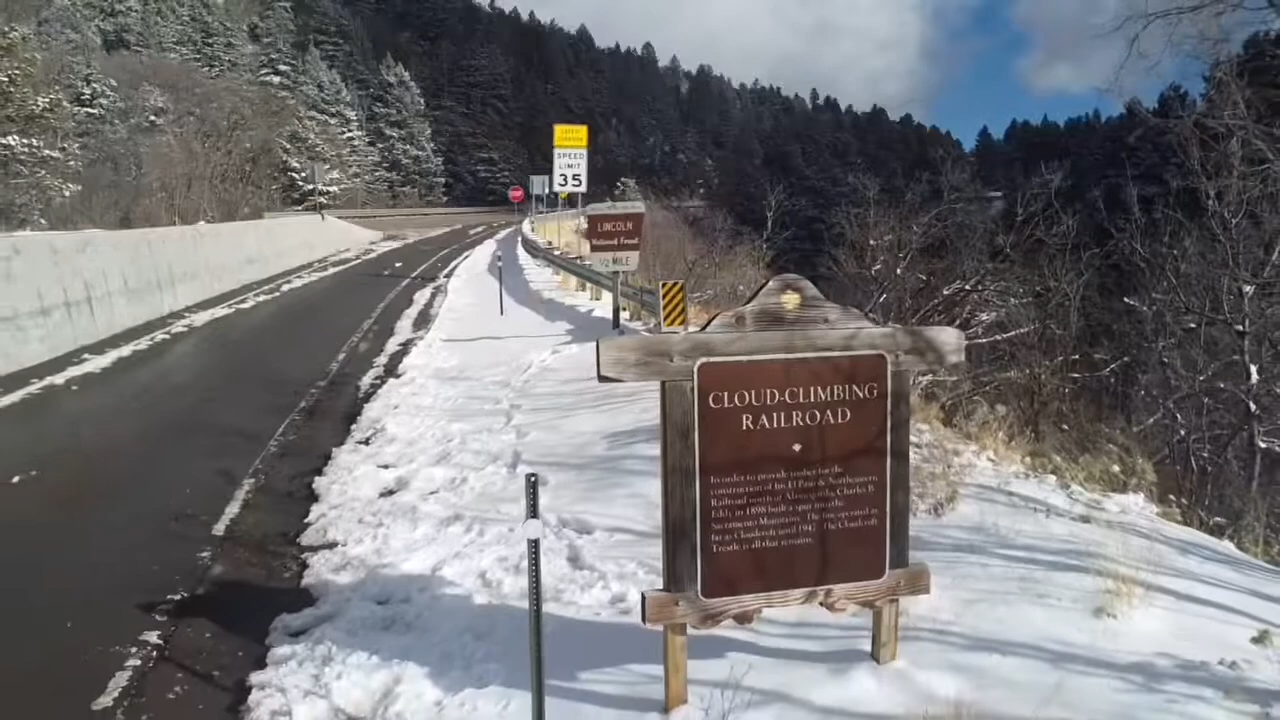 SAFETY
CORRIDOR
SPEED
LIMIT
35
LINCOLN
National Forest
1/2 MILE
CLOUD-CLIMBING
RAILROAD
In order to provide timber for the
construction of his El Paso & Northeastern
Railroad north of Alamogordo, Charles B.
Eddy in 1898 built a spur into the
Sacramento Mountains. The line operated as
far as Cloudcroft until 1947. The Cloudcroft
Trestle is all that remains.